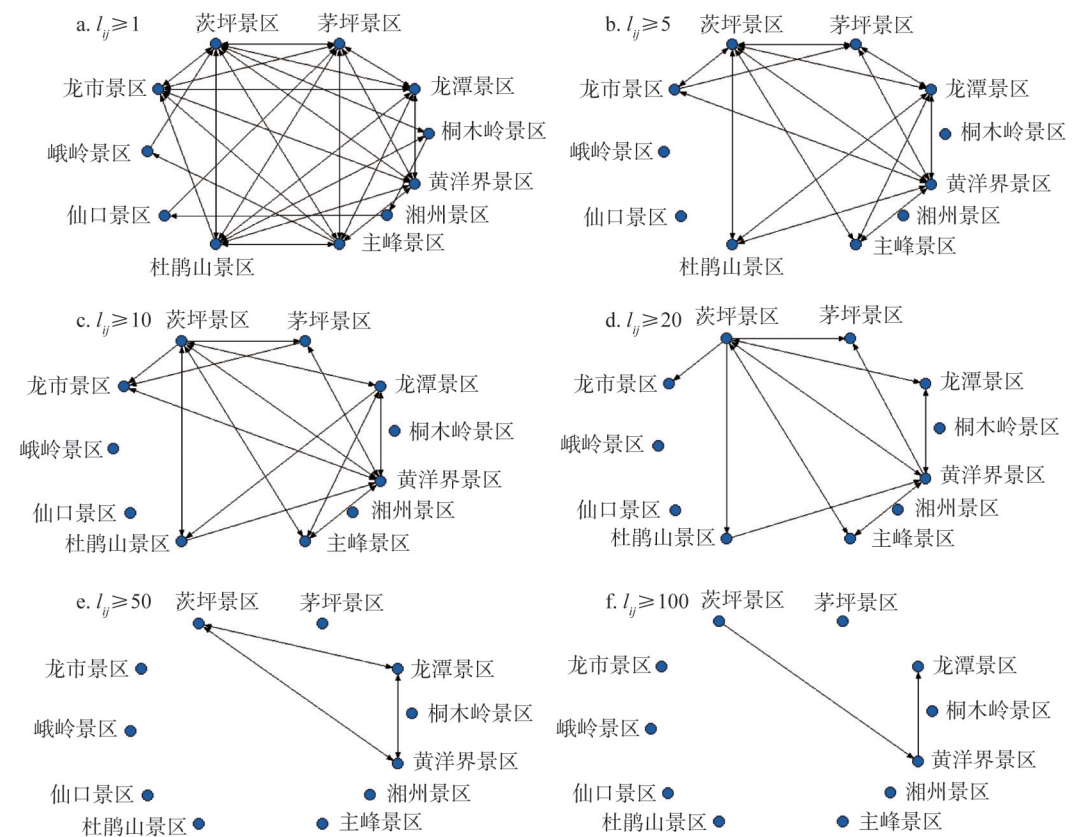 a. lij≥1
茨坪景区
茅坪景区
龙市景区
龙潭景区
桐木岭景区
峨岭景区
黄洋界景区
仙口景区
湘州景区
主峰景区
杜鹃山景区
b. lij≥5
茨坪景区
茅坪景区
龙市景区
龙潭景区
桐木岭景区
峨岭景区
黄洋界景区
仙口景区
湘州景区
主峰景区
杜鹃山景区
c. lij≥10
茨坪景区
茅坪景区
龙市景区
龙潭景区
桐木岭景区
峨岭景区
黄洋界景区
仙口景区
湘州景区
杜鹃山景区
主峰景区
d. lij≥20
茨坪景区
茅坪景区
龙市景区
龙潭景区
桐木岭景区
峨岭景区
黄洋界景区
仙口景区
湘州景区
杜鹃山景区
主峰景区
e. lij≥50
茨坪景区
茅坪景区
龙市景区
龙潭景区
桐木岭景区
峨岭景区
黄洋界景区
仙口景区
湘州景区
杜鹃山景区
主峰景区
f. lij≥100
茨坪景区
茅坪景区
龙市景区
龙潭景区
桐木岭景区
峨岭景区
黄洋界景区
仙口景区
湘州景区
杜鹃山景区
主峰景区